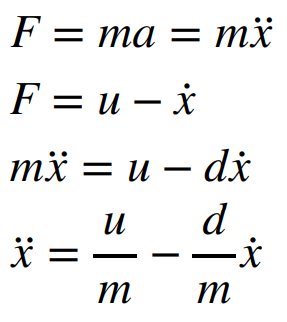 F = ma = mẍ
F = u − ẋ
mẍ = u − dẋ
ẍ = u/m − d/m ẋ